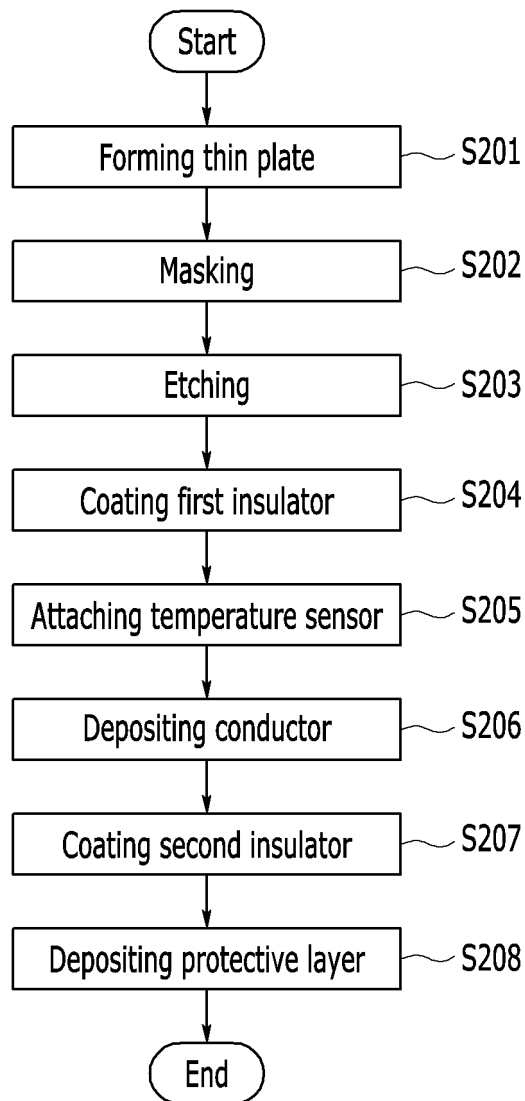 Start
Forming thin plate S201
Masking S202
Etching S203
Coating first insulator S204
Attaching temperature sensor S205
Depositing conductor S206
Coating second insulator S207
Depositing protective layer S208
End